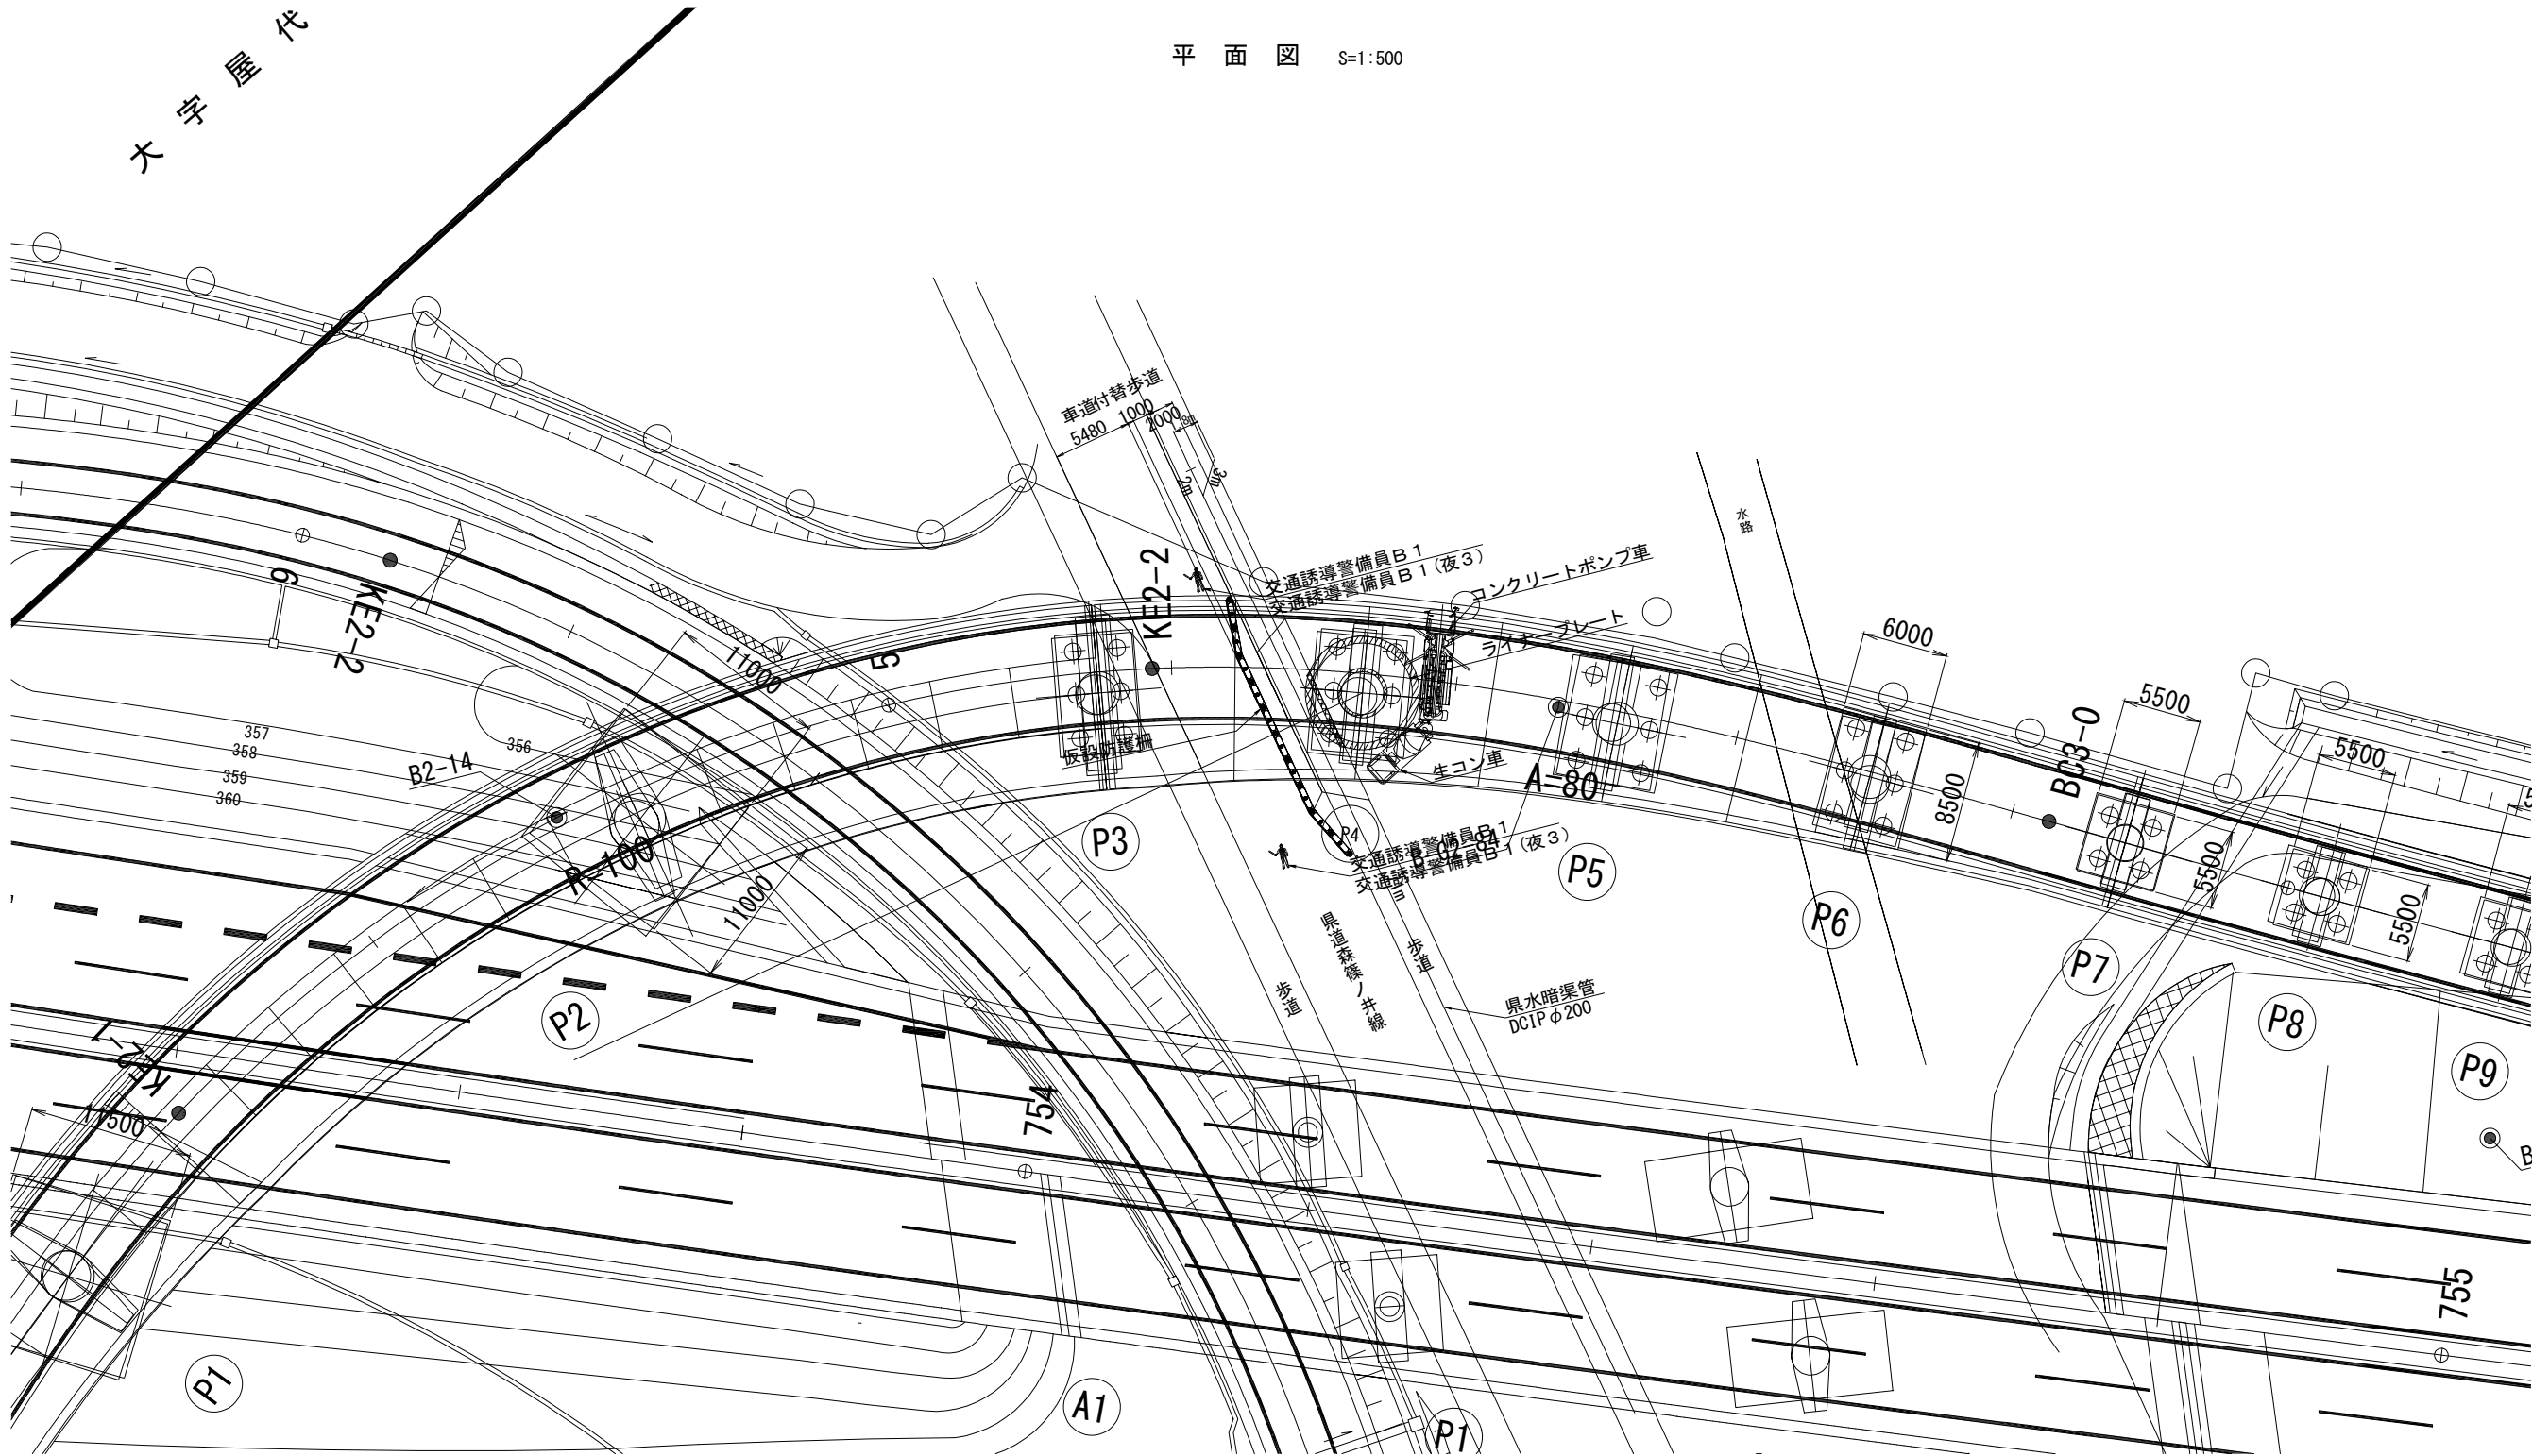 平面図 S=1:500
大字屋代
車道付替歩道
5480
1000
2000
3m
2m
水路
交通誘導警備員B1
交通誘導警備員B1(夜3)
コンクリートポンプ車
ライナープレート
KE2-2
6
KE2-2
5
11000
6000
5500
BC3-0
5500
357
358
359
360
356
B2-14
仮設防護柵
生コン車
A=80
8500
5500
5500
R=100
11000
P3
P4
交通誘導警備員B1
交通誘導警備員B1(夜3)
P5
P6
P7
P8
P9
県道森篠ノ井線
歩道
歩道
県水暗渠管
DCIPφ200
P2
KE2-1
11500
754
755
P1
A1
P1